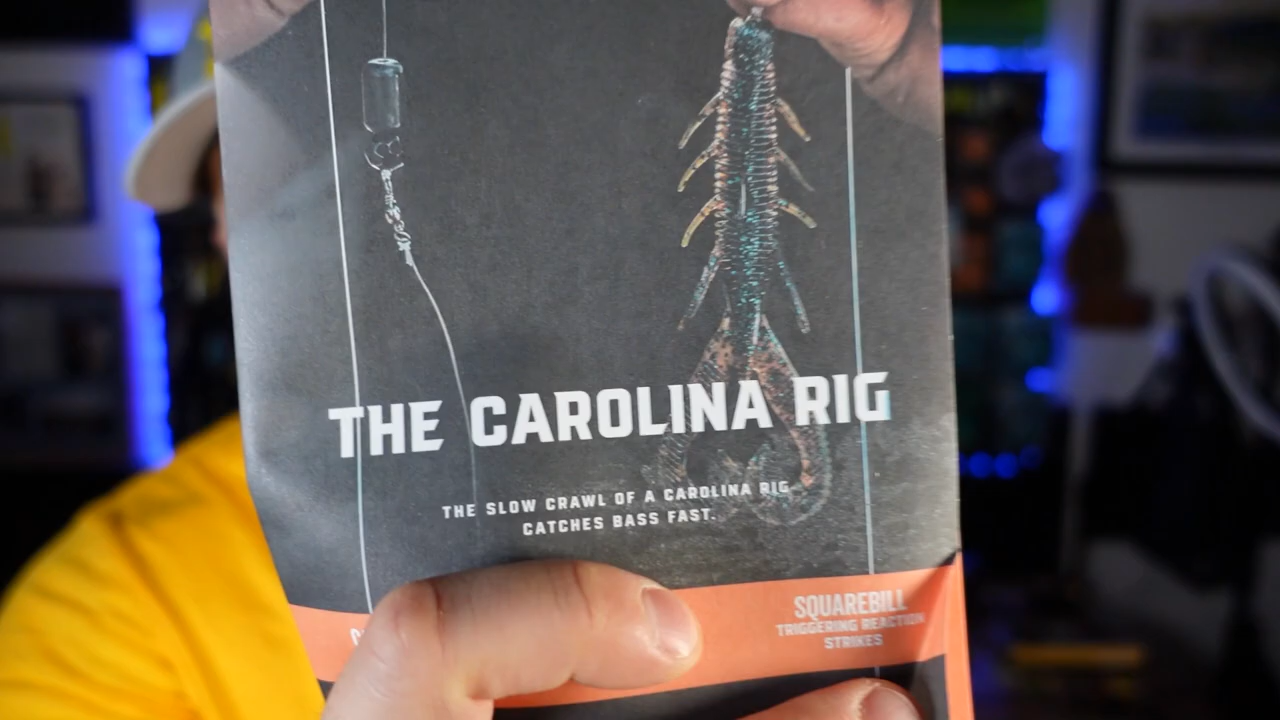 THE CAROLINA RIG
THE SLOW CRAWL OF A CAROLINA RIG
CATCHES BASS FAST.
SQUAREBILL
TRIGGERING REACTION
STRIKES